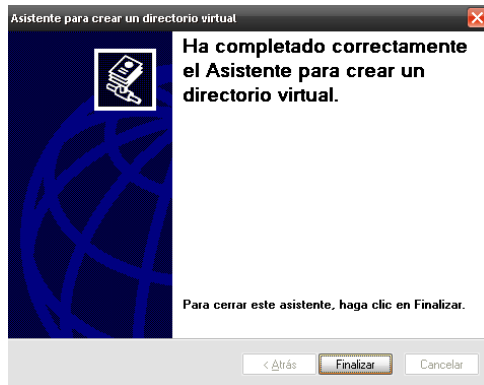 Asistente para crear un directorio virtual
Ha completado correctamente
el Asistente para crear un
directorio virtual.
Para cerrar este asistente, haga clic en Finalizar.
< Atrás Finalizar Cancelar